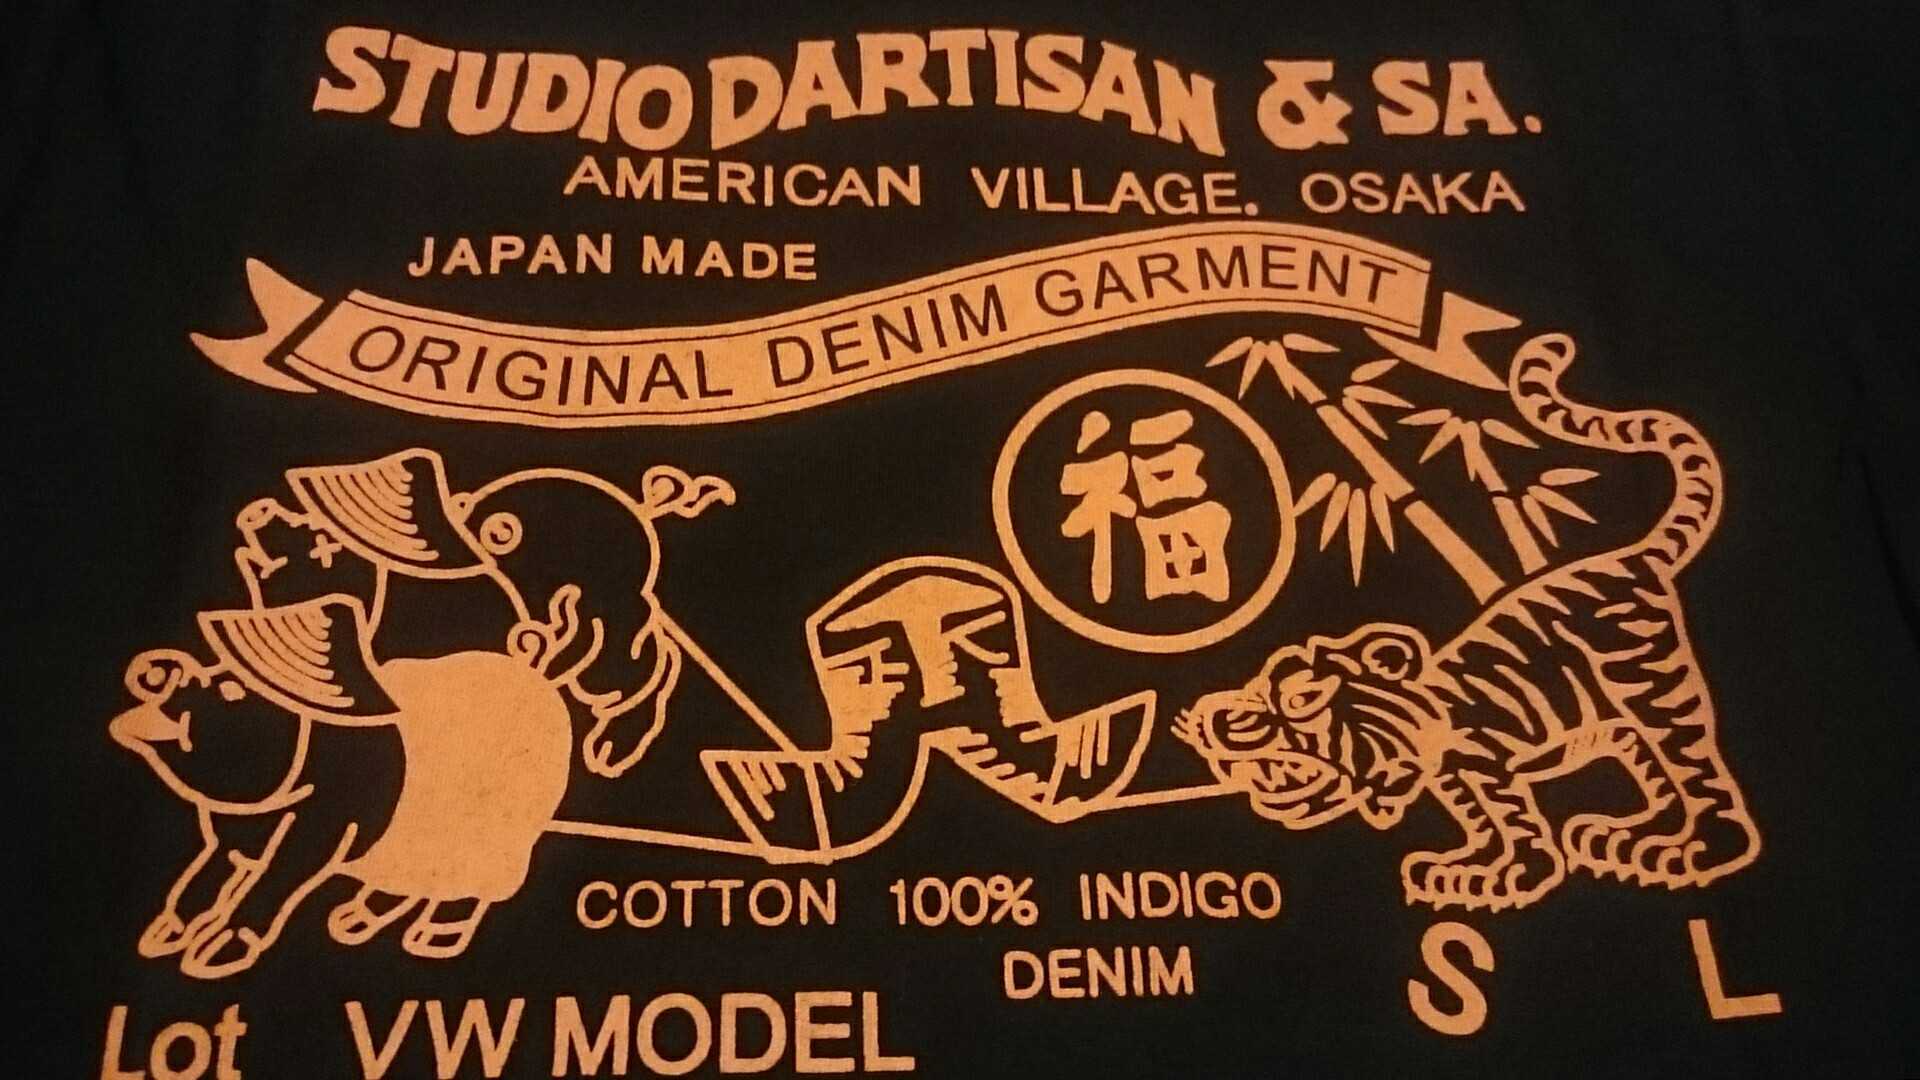 STUDIO DARTISAN & SA.
AMERICAN VILLAGE. OSAKA
JAPAN MADE
ORIGINAL DENIM GARMENT
福
COTTON 100% INDIGO
DENIM
S L
Lot VW MODEL